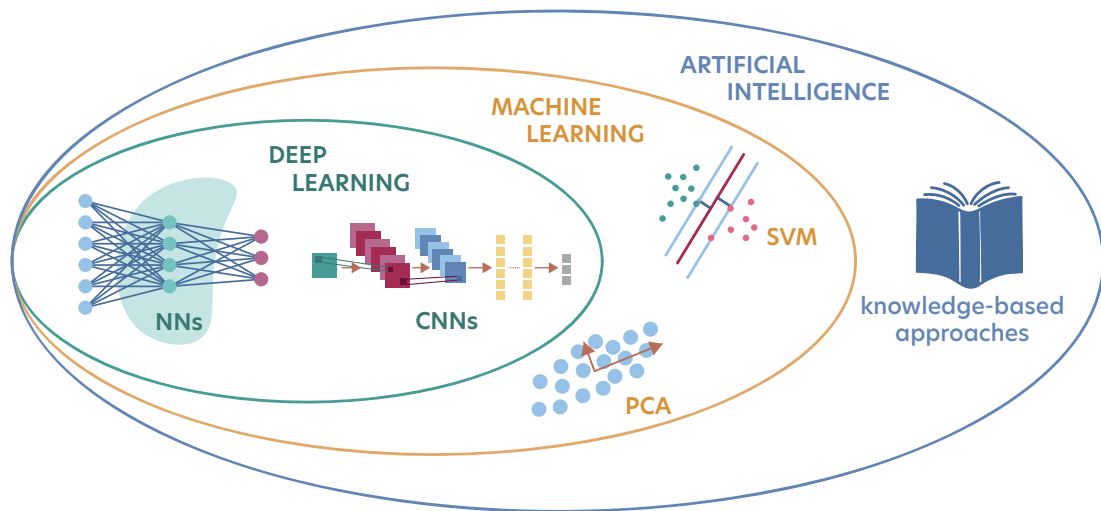 ARTIFICIAL
INTELLIGENCE
MACHINE
LEARNING
DEEP
LEARNING
NNs
CNNs
SVM
PCA
knowledge-based
approaches